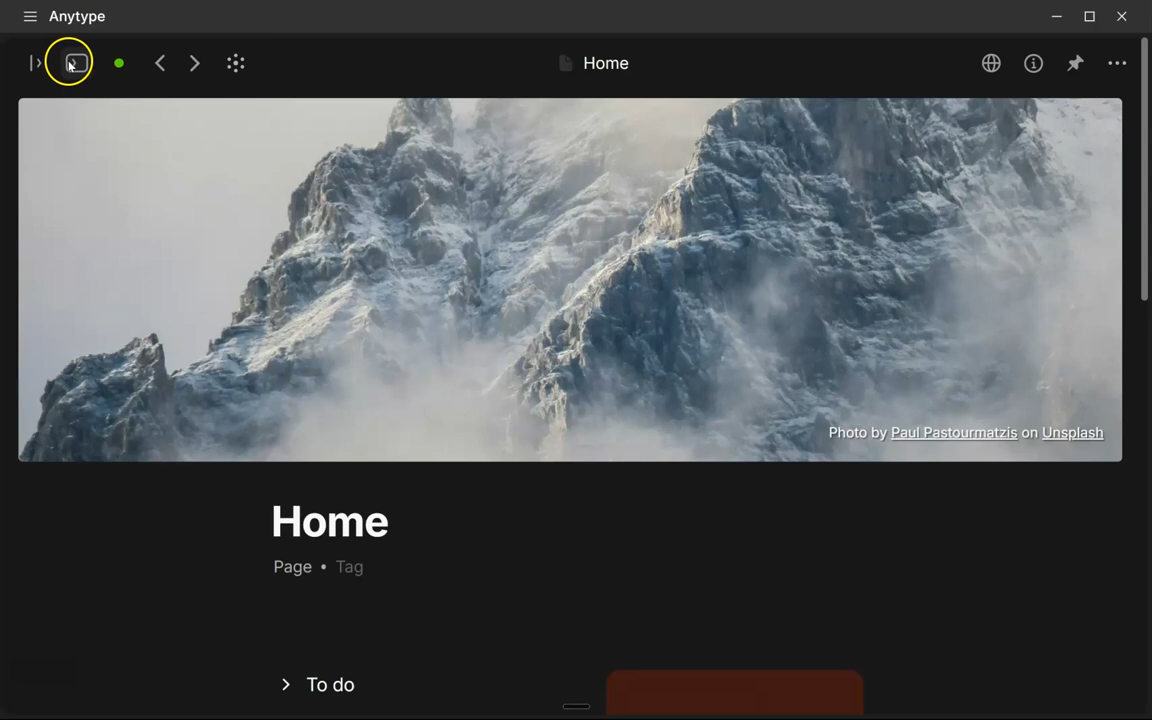 Anytype
Home
Photo by Paul Pastourmatzis on Unsplash
Home
Page • Tag
To do